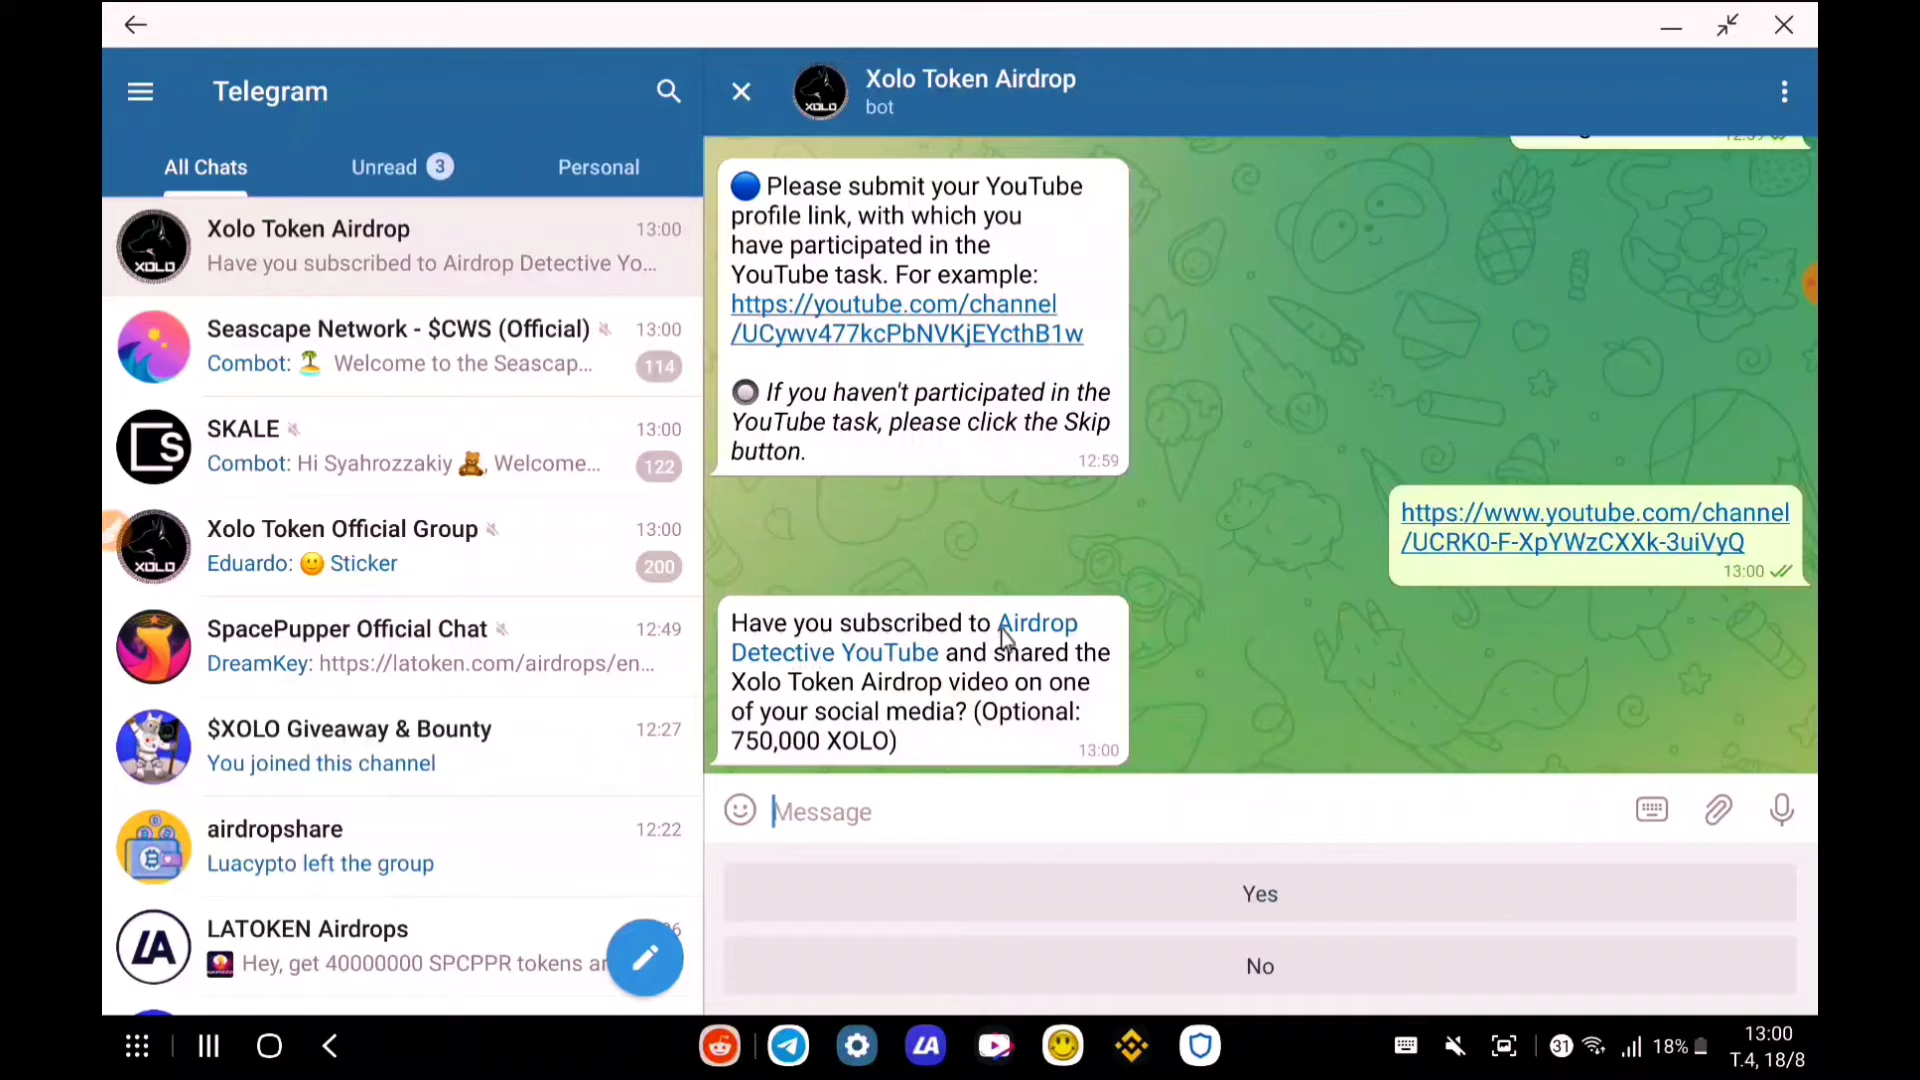 Telegram
All Chats
Unread 3
Personal
Xolo Token Airdrop
13:00
Have you subscribed to Airdrop Detective Yo...
Seascape Network - $CWS (Official)
13:00
Combot: 🏝 Welcome to the Seascap...
114
SKALE
13:00
Combot: Hi Syahrozzakiy 🧸, Welcome...
122
Xolo Token Official Group
13:00
Eduardo: 🙂 Sticker
200
SpacePupper Official Chat
12:49
DreamKey: https://latoken.com/airdrops/en...
$XOLO Giveaway & Bounty
12:27
You joined this channel
airdropshare
12:22
Luacypto left the group
LATOKEN Airdrops
Hey, get 40000000 SPCPPR tokens
XOLO
XOLO
XOLO
Xolo Token Airdrop
bot
🔵 Please submit your YouTube
profile link, with which you
have participated in the
YouTube task. For example:
https://youtube.com/channel
/UCywv477kcPbNVKjEYcthB1w
🔘 If you haven't participated in the
YouTube task, please click the Skip
button.
12:59
https://www.youtube.com/channel
/UCRK0-F-XpYWzCXXk-3uiVyQ
13:00
Have you subscribed to Airdrop
Detective YouTube and shared the
Xolo Token Airdrop video on one
of your social media? (Optional:
750,000 XOLO)
13:00
Message
Yes
No
31
18%
13:00
T.4, 18/8